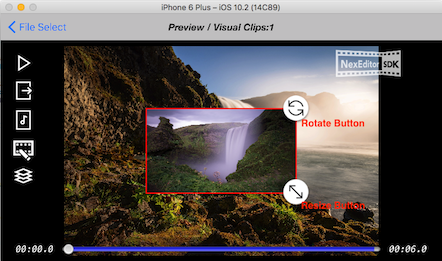 iPhone 6 Plus – iOS 10.2 (14C89)
File Select
Preview / Visual Clips:1
NexEditor SDK
Rotate Button
Resize Button
00:00.0
00:06.0